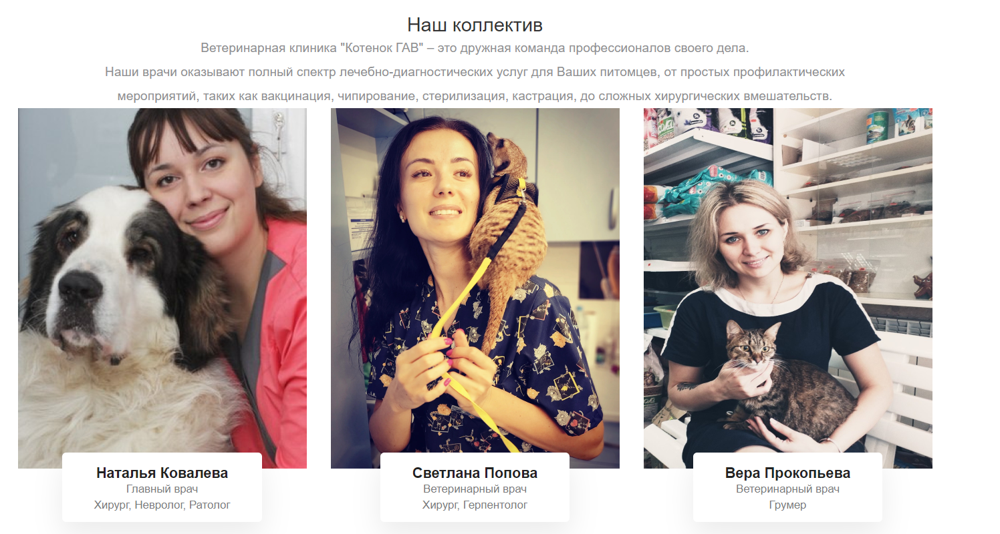 Наш коллектив
Ветеринарная клиника "Котенок ГАВ" – это дружная команда профессионалов своего дела.
Наши врачи оказывают полный спектр лечебно-диагностических услуг для Ваших питомцев, от простых профилактических
мероприятий, таких как вакцинация, чипирование, стерилизация, кастрация, до сложных хирургических вмешательств.
Наталья Ковалева
Главный врач
Хирург, Невролог, Ратолог
Светлана Попова
Ветеринарный врач
Хирург, Герпентолог
Вера Прокопьева
Ветеринарный врач
Грумер